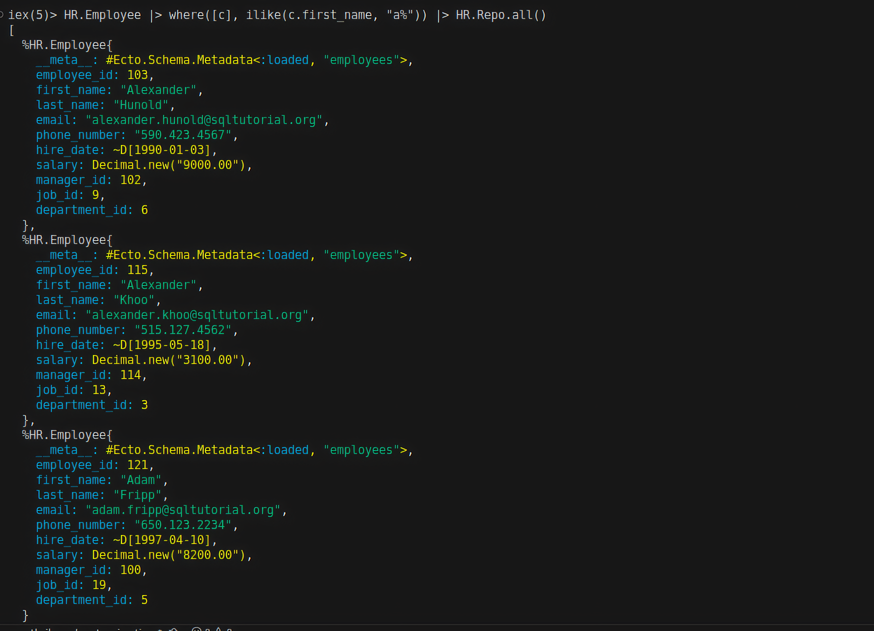 iex(5)> HR.Employee |> where([c], ilike(c.first_name, "a%")) |> HR.Repo.all()
[
%HR.Employee{
__meta__: #Ecto.Schema.Metadata<:loaded, "employees">,
employee_id: 103,
first_name: "Alexander",
last_name: "Hunold",
email: "alexander.hunold@sqltutorial.org",
phone_number: "590.423.4567",
hire_date: ~D[1990-01-03],
salary: Decimal.new("9000.00"),
manager_id: 102,
job_id: 9,
department_id: 6
},
%HR.Employee{
__meta__: #Ecto.Schema.Metadata<:loaded, "employees">,
employee_id: 115,
first_name: "Alexander",
last_name: "Khoo",
email: "alexander.khoo@sqltutorial.org",
phone_number: "515.127.4562",
hire_date: ~D[1995-05-18],
salary: Decimal.new("3100.00"),
manager_id: 114,
job_id: 13,
department_id: 3
},
%HR.Employee{
__meta__: #Ecto.Schema.Metadata<:loaded, "employees">,
employee_id: 121,
first_name: "Adam",
last_name: "Fripp",
email: "adam.fripp@sqltutorial.org",
phone_number: "650.123.2234",
hire_date: ~D[1997-04-10],
salary: Decimal.new("8200.00"),
manager_id: 100,
job_id: 19,
department_id: 5
}